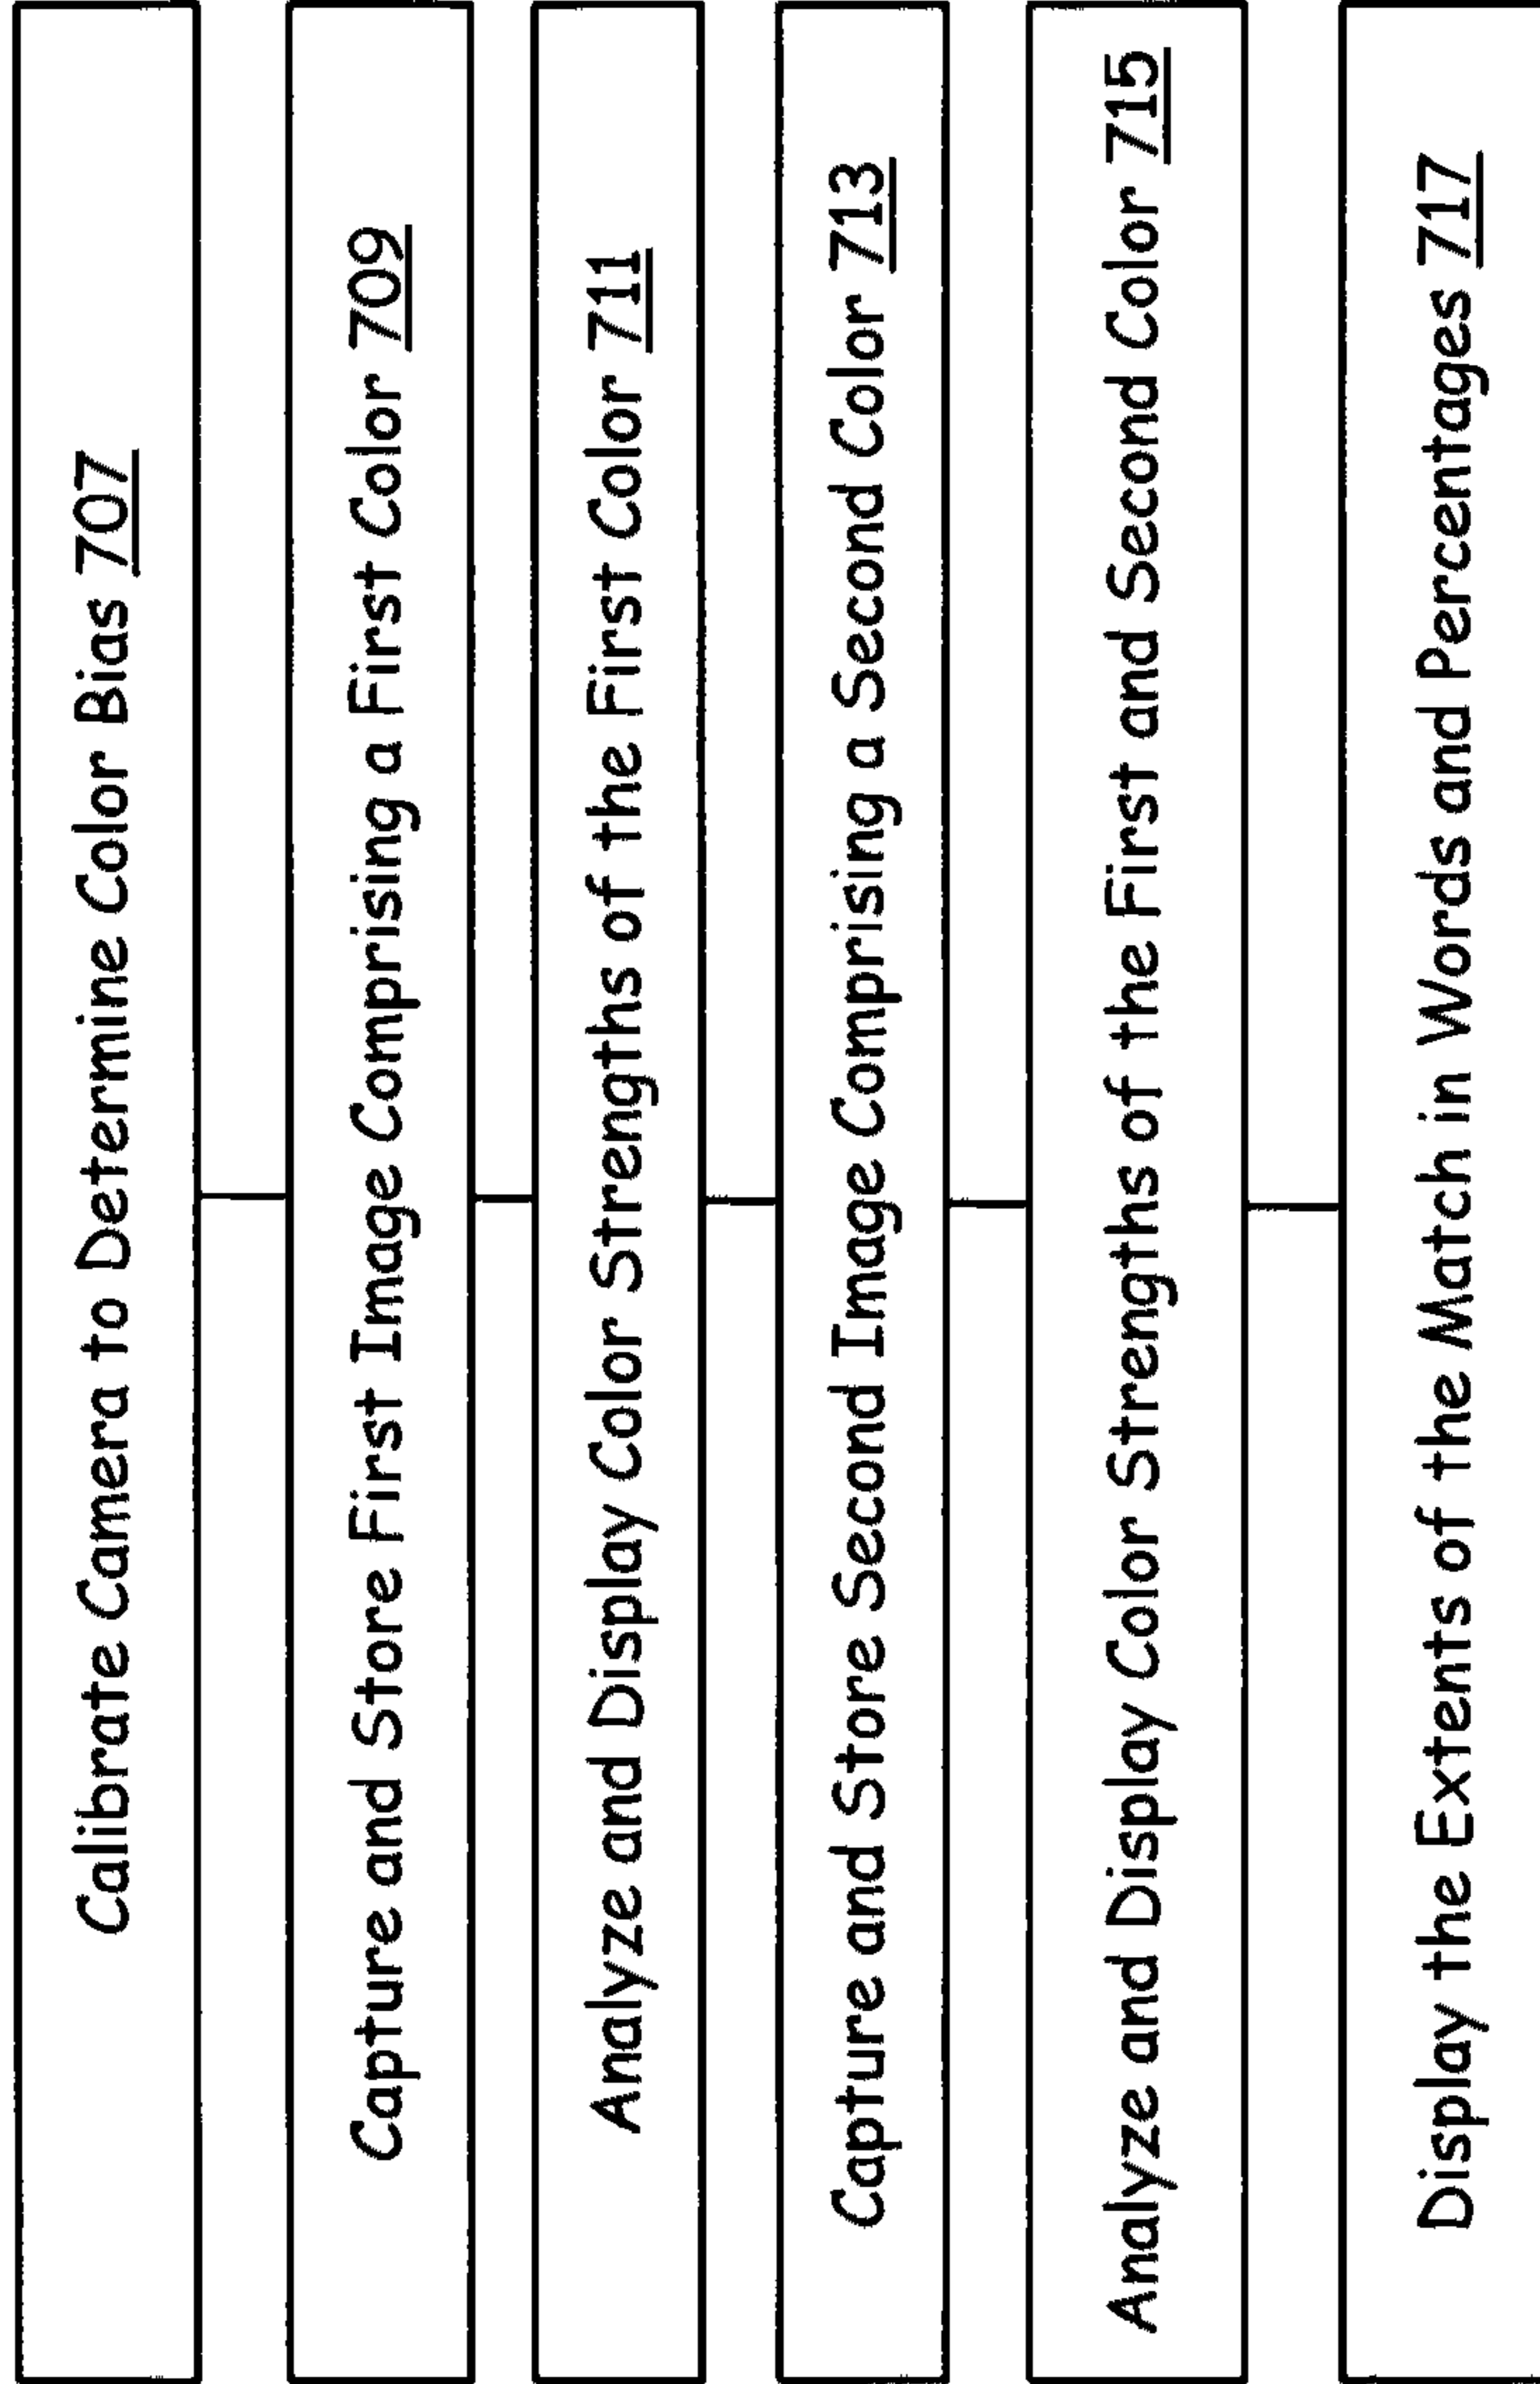 Calibrate Camera to Determine Color Bias 707
Capture and Store First Image Comprising a First Color 709
Analyze and Display Color Strengths of the First Color 711
Capture and Store Second Image Comprising a Second Color 713
Analyze and Display Color Strengths of the First and Second Color 715
Display the Extents of the Match in Words and Percentages 717